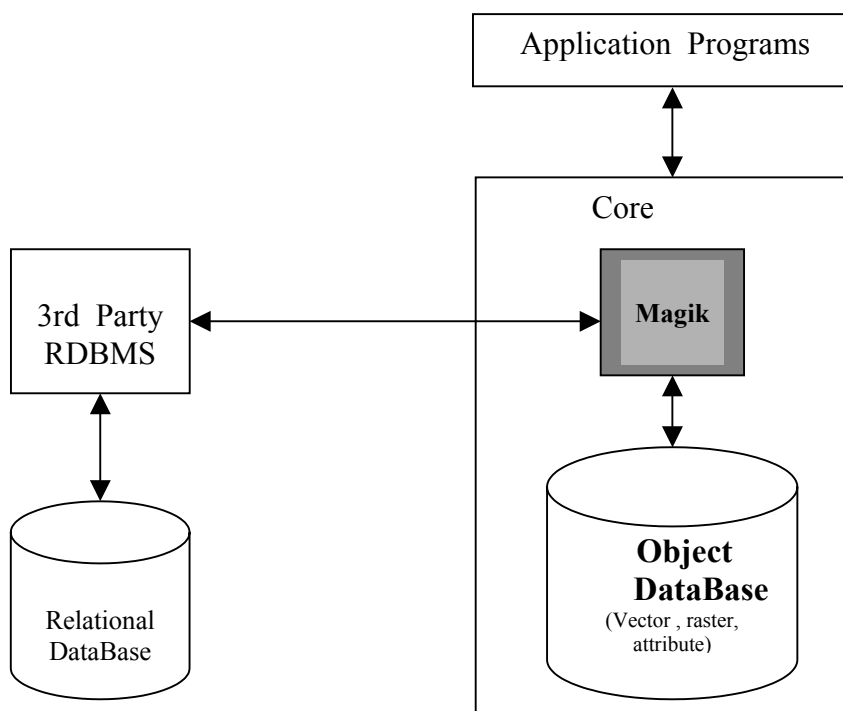 Application Programs
Core
3rd Party
RDBMS
Magik
Object
DataBase
(Vector , raster,
attribute)
Relational
DataBase